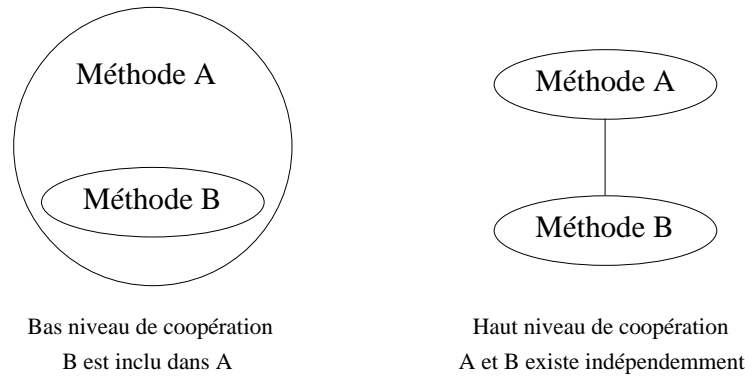 Méthode A
Méthode B
Bas niveau de coopération
B est inclu dans A
Méthode A
Méthode B
Haut niveau de coopération
A et B existe indépendemment